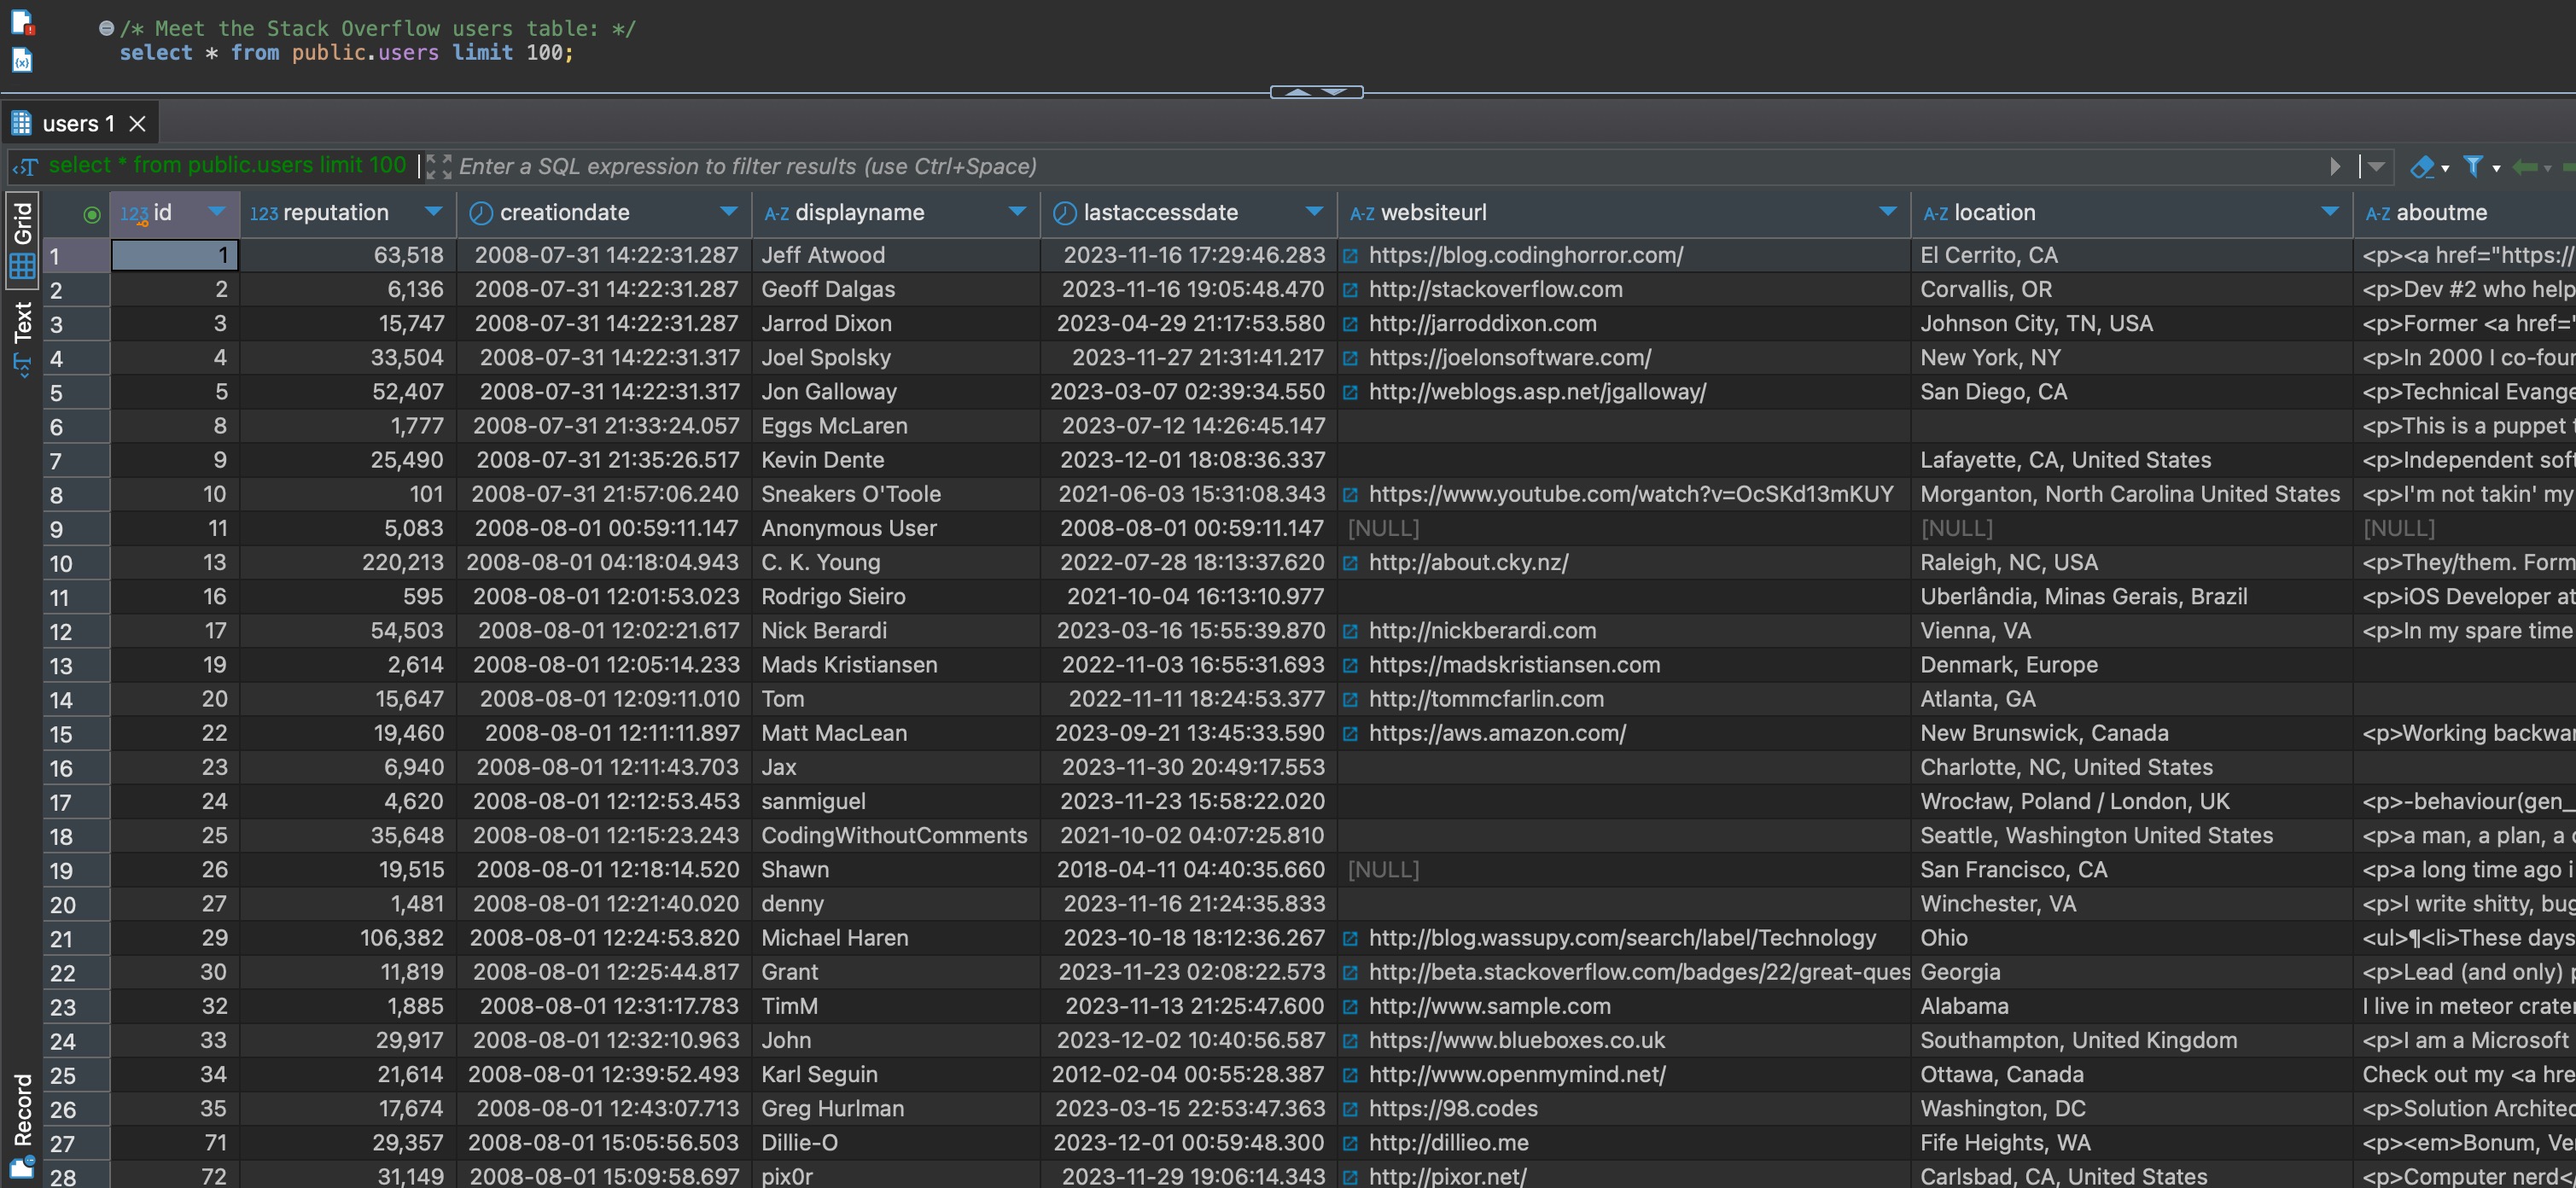 /* Meet the Stack Overflow users table: */
select * from public.users limit 100;
users 1
select * from public.users limit 100 Enter a SQL expression to filter results (use Ctrl+Space)
Grid
Text
Record
123 id 123 reputation creationdate A-Z displayname lastaccessdate A-Z websiteurl A-Z location A-Z aboutme
1 1 63,518 2008-07-31 14:22:31.287 Jeff Atwood 2023-11-16 17:29:46.283 https://blog.codinghorror.com/ El Cerrito, CA <p><a href="https://
2 2 6,136 2008-07-31 14:22:31.287 Geoff Dalgas 2023-11-16 19:05:48.470 http://stackoverflow.com Corvallis, OR <p>Dev #2 who help
3 3 15,747 2008-07-31 14:22:31.287 Jarrod Dixon 2023-04-29 21:17:53.580 http://jarroddixon.com Johnson City, TN, USA <p>Former <a href="
4 4 33,504 2008-07-31 14:22:31.317 Joel Spolsky 2023-11-27 21:31:41.217 https://joelonsoftware.com/ New York, NY <p>In 2000 I co-foun
5 5 52,407 2008-07-31 14:22:31.317 Jon Galloway 2023-03-07 02:39:34.550 http://weblogs.asp.net/jgalloway/ San Diego, CA <p>Technical Evange
6 8 1,777 2008-07-31 21:33:24.057 Eggs McLaren 2023-07-12 14:26:45.147 <p>This is a puppet t
7 9 25,490 2008-07-31 21:35:26.517 Kevin Dente 2023-12-01 18:08:36.337 Lafayette, CA, United States <p>Independent soft
8 10 101 2008-07-31 21:57:06.240 Sneakers O'Toole 2021-06-03 15:31:08.343 https://www.youtube.com/watch?v=OcSKd13mKUY Morganton, North Carolina United States <p>I'm not takin' my
9 11 5,083 2008-08-01 00:59:11.147 Anonymous User 2008-08-01 00:59:11.147 [NULL] [NULL] [NULL]
10 13 220,213 2008-08-01 04:18:04.943 C. K. Young 2022-07-28 18:13:37.620 http://about.cky.nz/ Raleigh, NC, USA <p>They/them. Form
11 16 595 2008-08-01 12:01:53.023 Rodrigo Sieiro 2021-10-04 16:13:10.977 Uberlândia, Minas Gerais, Brazil <p>iOS Developer at
12 17 54,503 2008-08-01 12:02:21.617 Nick Berardi 2023-03-16 15:55:39.870 http://nickberardi.com Vienna, VA <p>In my spare time
13 19 2,614 2008-08-01 12:05:14.233 Mads Kristiansen 2022-11-03 16:55:31.693 https://madskristiansen.com Denmark, Europe
14 20 15,647 2008-08-01 12:09:11.010 Tom 2022-11-11 18:24:53.377 http://tommcfarlin.com Atlanta, GA
15 22 19,460 2008-08-01 12:11:11.897 Matt MacLean 2023-09-21 13:45:33.590 https://aws.amazon.com/ New Brunswick, Canada <p>Working backwar
16 23 6,940 2008-08-01 12:11:43.703 Jax 2023-11-30 20:49:17.553 Charlotte, NC, United States
17 24 4,620 2008-08-01 12:12:53.453 sanmiguel 2023-11-23 15:58:22.020 Wrocław, Poland / London, UK <p>-behaviour(gen_
18 25 35,648 2008-08-01 12:15:23.243 CodingWithoutComments 2021-10-02 04:07:25.810 Seattle, Washington United States <p>a man, a plan, a c
19 26 19,515 2008-08-01 12:18:14.520 Shawn 2018-04-11 04:40:35.660 [NULL] San Francisco, CA <p>a long time ago i
20 27 1,481 2008-08-01 12:21:40.020 denny 2023-11-16 21:24:35.833 Winchester, VA <p>I write shitty, bug
21 29 106,382 2008-08-01 12:24:53.820 Michael Haren 2023-10-18 18:12:36.267 http://blog.wassupy.com/search/label/Technology Ohio <ul>¶<li>These days
22 30 11,819 2008-08-01 12:25:44.817 Grant 2023-11-23 02:08:22.573 http://beta.stackoverflow.com/badges/22/great-ques Georgia <p>Lead (and only) p
23 32 1,885 2008-08-01 12:31:17.783 TimM 2023-11-13 21:25:47.600 http://www.sample.com Alabama I live in meteor crater
24 33 29,917 2008-08-01 12:32:10.963 John 2023-12-02 10:40:56.587 https://www.blueboxes.co.uk Southampton, United Kingdom <p>I am a Microsoft
25 34 21,614 2008-08-01 12:39:52.493 Karl Seguin 2012-02-04 00:55:28.387 http://www.openmymind.net/ Ottawa, Canada Check out my <a hre
26 35 17,674 2008-08-01 12:43:07.713 Greg Hurlman 2023-03-15 22:53:47.363 https://98.codes Washington, DC <p>Solution Architec
27 71 29,357 2008-08-01 15:05:56.503 Dillie-O 2023-12-01 00:59:48.300 http://dillieo.me Fife Heights, WA <p><em>Bonum, Ve
28 72 31,149 2008-08-01 15:09:58.697 pix0r 2023-11-29 19:06:14.343 http://pixor.net/ Carlsbad, CA, United States <p>Computer nerd<